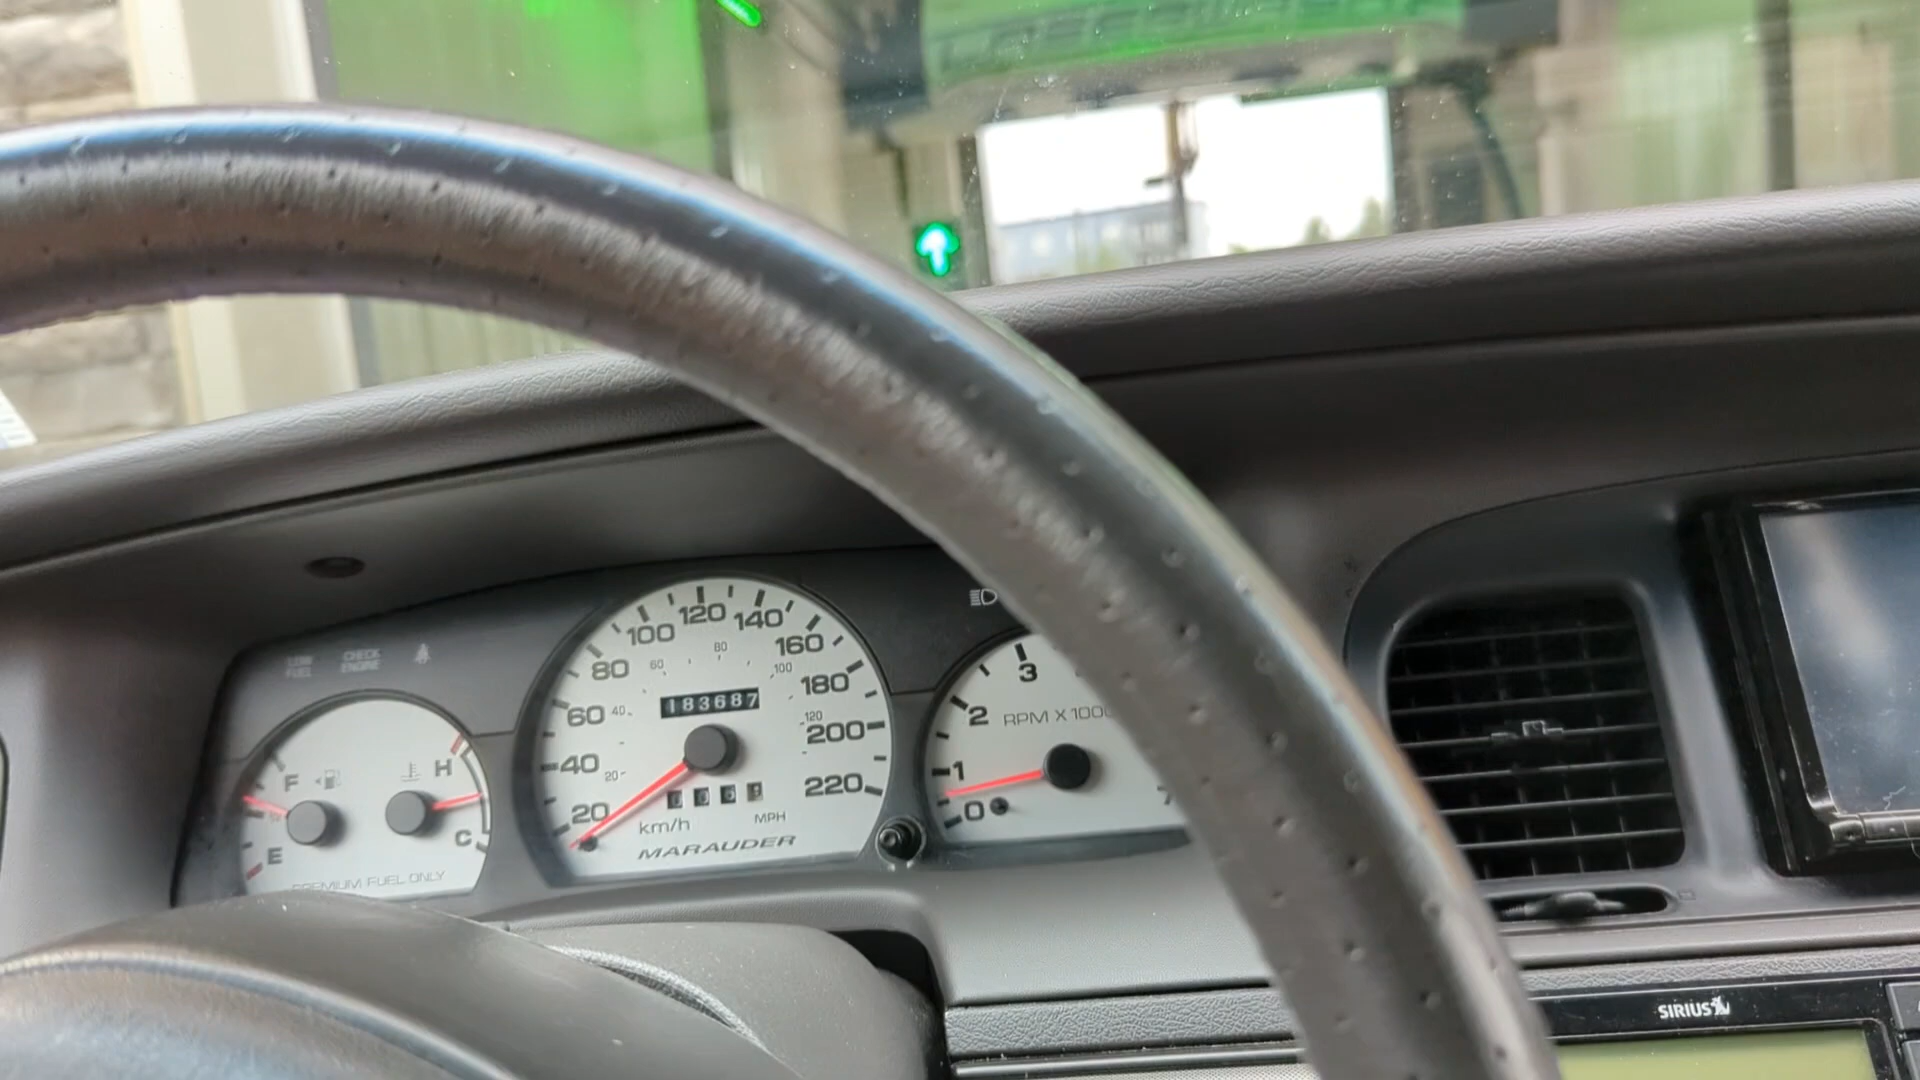 LOW
FUEL
CHECK
ENGINE
F
E
H
C
PREMIUM FUEL ONLY
20
40
60
80
100
120
140
160
180
200
220
20
40
60
80
100
120
183687
km/h
MPH
MARAUDER
0
1
2
3
RPM X 1000
SIRIUS